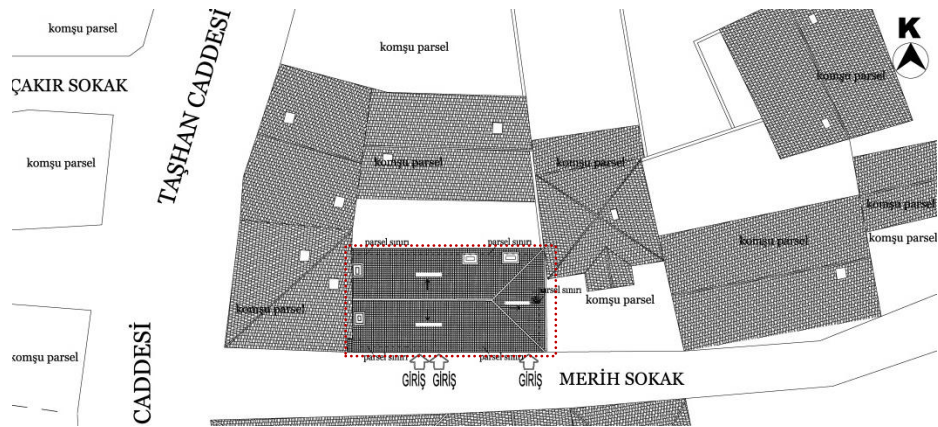 komşu parsel
TAŞHAN CADDESİ
komşu parsel
K
ÇAKIR SOKAK
komşu parsel
komşu parsel
komşu parsel
komşu parsel
komşu parsel
komşu parsel
komşu parsel
komşu parsel
parsel sınırı
parsel sınırı
parsel sınırı
komşu parsel
komşu parsel
komşu parsel
CADDESİ
parsel sınırı
parsel sınırı
GİRİŞ
GİRİŞ
GİRİŞ
MERİH SOKAK